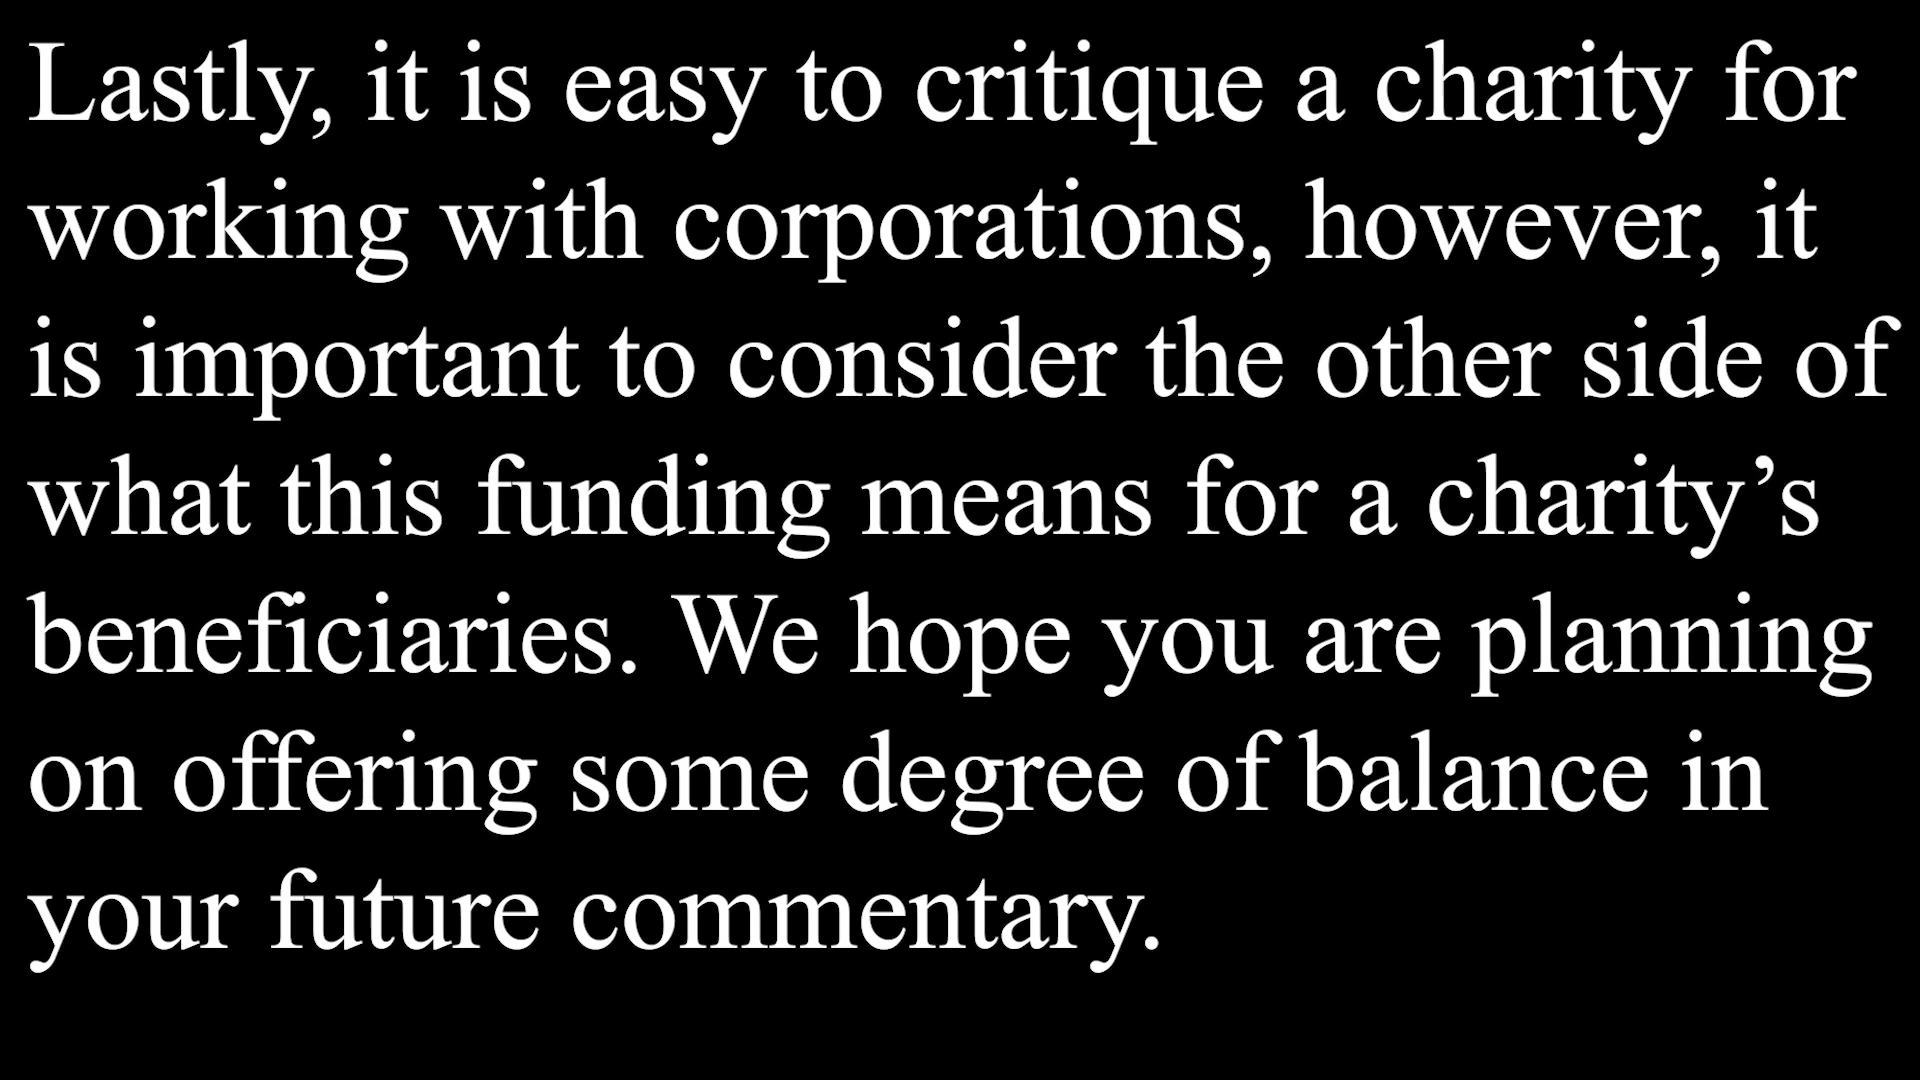 Lastly, it is easy to critique a charity for
working with corporations, however, it
is important to consider the other side of
what this funding means for a charity’s
beneficiaries. We hope you are planning
on offering some degree of balance in
your future commentary.